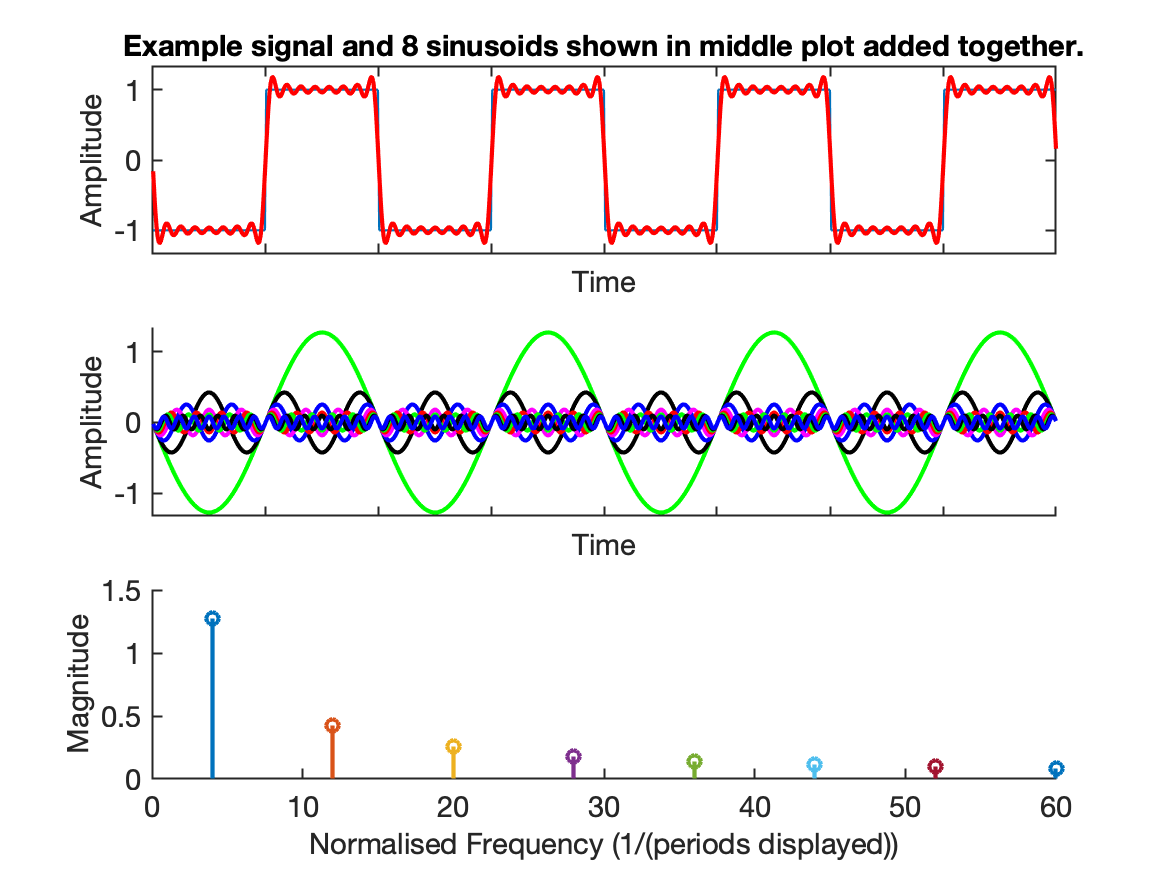 Example signal and 8 sinusoids shown in middle plot added together.
Amplitude
1
0
-1
Time
Amplitude
1
0
-1
Time
Magnitude
1.5
1
0.5
0
0 10 20 30 40 50 60
Normalised Frequency (1/(periods displayed))